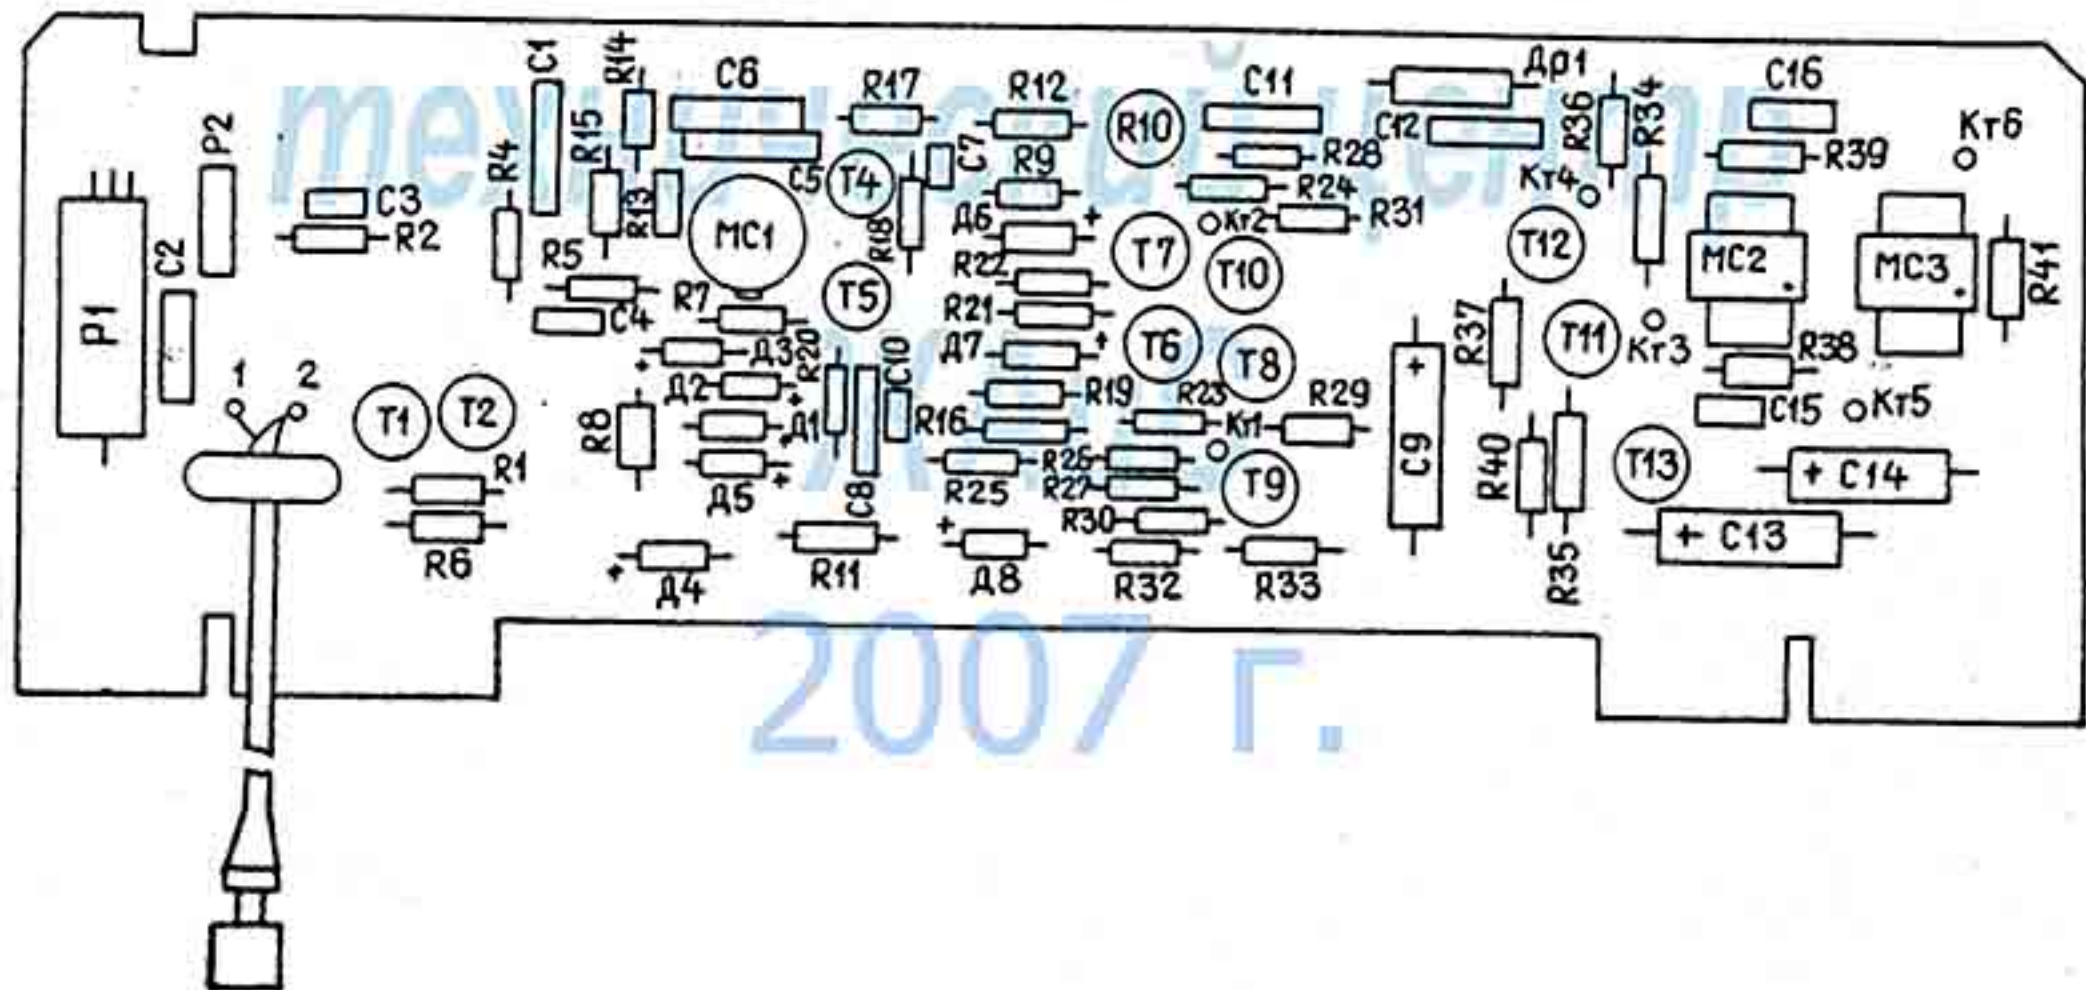 C1
R14
C6
R17
R12
R10
C11
Др1
R36
R34
C16
Кт6
P2
R4
R15
C5
T4
C7
R9
R28
C12
R39
C3
R2
R13
МС1
R18
Д6
+
R24
Кт2
R31
Кт4
T12
МС2
МС3
R41
P1
C2
R5
R7
T5
R22
T7
T10
C4
R21
T6
T8
R37
T11
Кт3
R38
1
2
+
Д3
R20
C10
Д7
+
+
C9
T1
T2
R8
Д2
+
Д1
R16
R19
R23
Кт1
R29
C15
Кт5
R1
Д5
+
C8
R25
R26
R27
T9
R40
T13
+ C14
R6
+
Д4
R11
+
Д8
R30
R32
R33
R35
+ C13
2007 г.